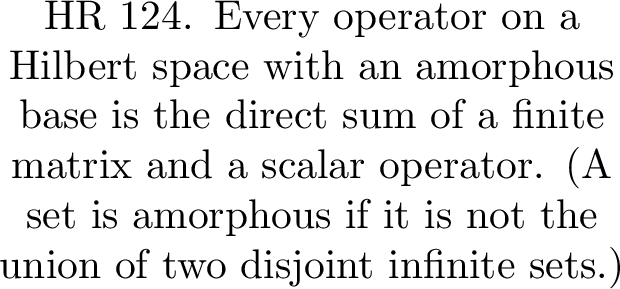 HR 124. Every operator on a
Hilbert space with an amorphous
base is the direct sum of a finite
matrix and a scalar operator. (A
set is amorphous if it is not the
union of two disjoint infinite sets.)